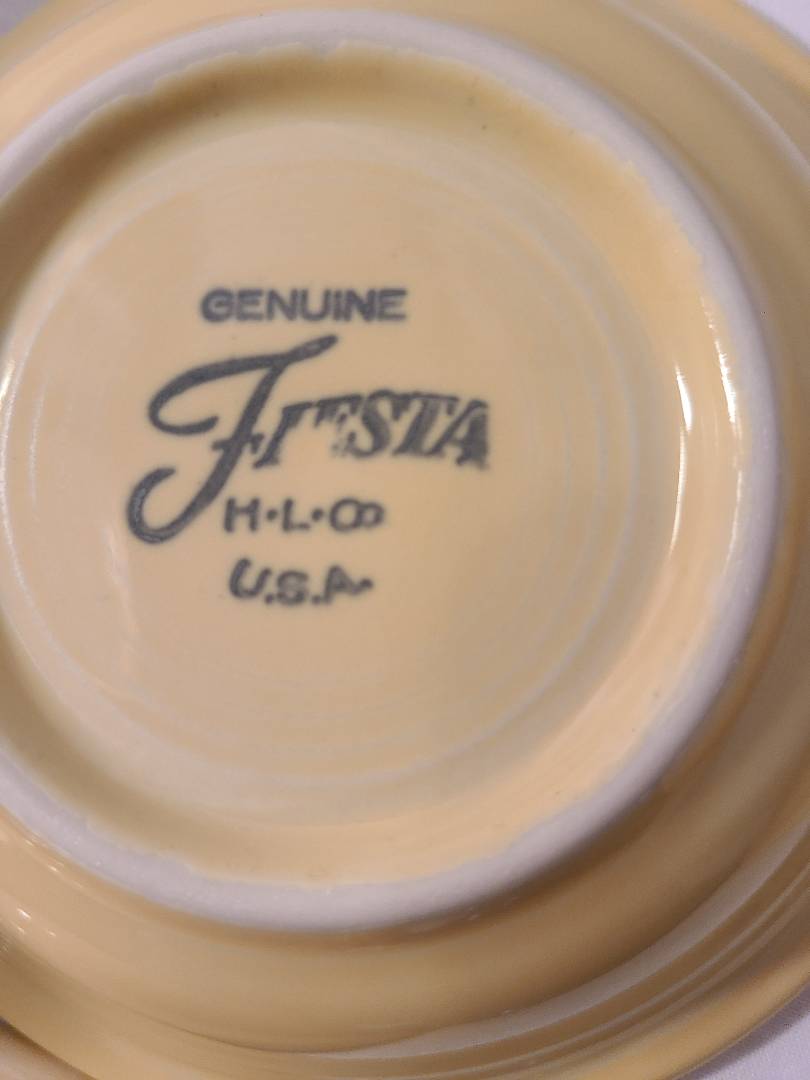 GENUINE
FIESTA
H·L·Co
U.S.A.